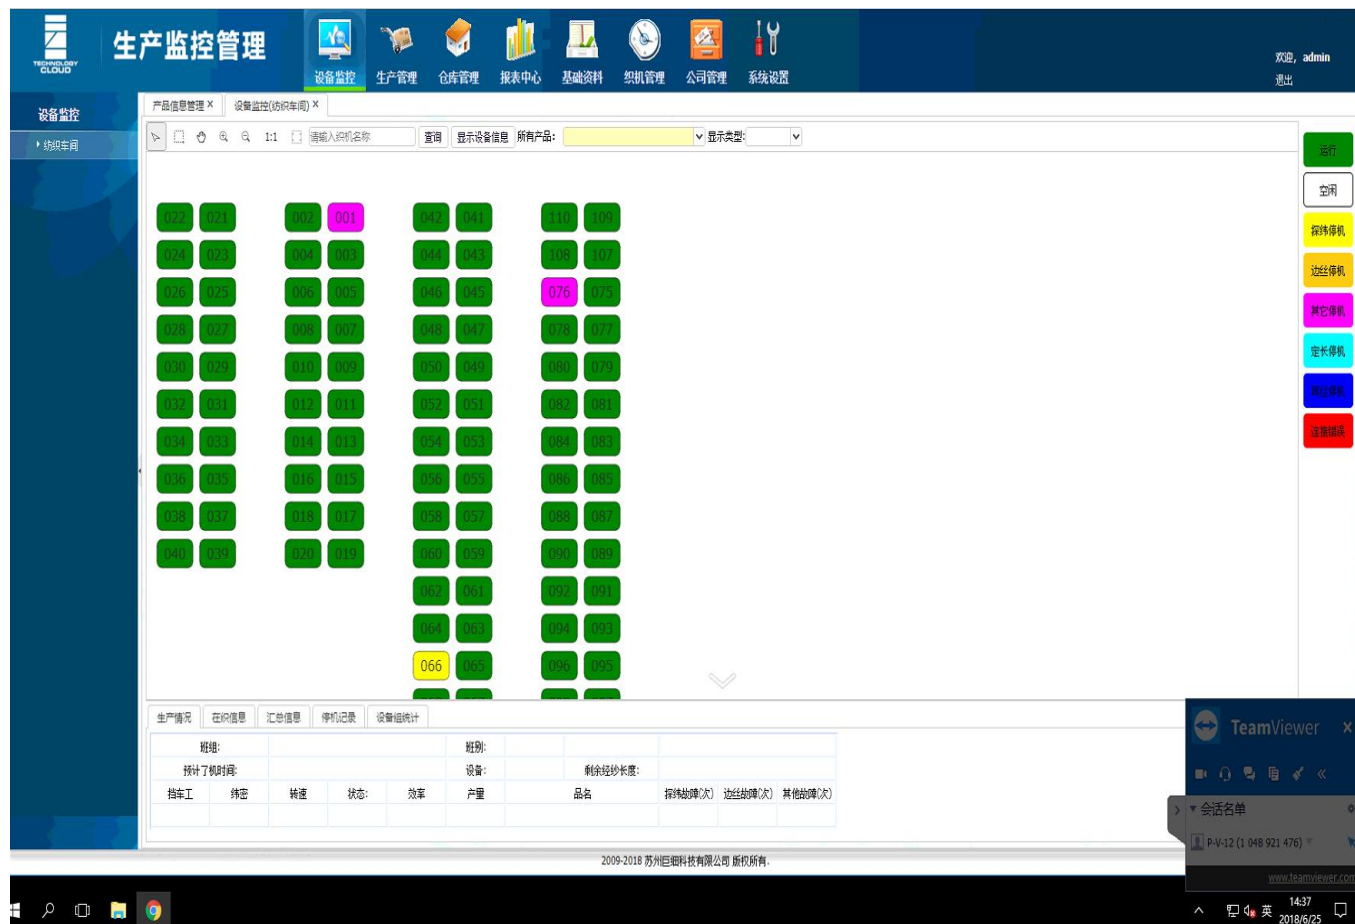 TECHNOLOGY
CLOUD
生产监控管理
设备监控 生产管理 仓库管理 报表中心 基础资料 织机管理 公司管理 系统设置
欢迎, admin
退出
设备监控
纺织车间
产品信息管理 X 设备监控(纺织车间) X
1:1 请输入织机名称 查询 显示设备信息 所有产品: 显示类型:
运行
空闲
探纬停机
边丝停机
其它停机
定长停机
连接错误
022 021 002 001 042 041 110 109
024 023 004 003 044 043 108 107
026 025 006 005 046 045 076 075
028 027 008 007 048 047 078 077
030 029 010 009 050 049 080 079
032 031 012 011 052 051 082 081
034 033 014 013 054 053 084 083
036 035 016 015 056 055 086 085
038 037 018 017 058 057 088 087
040 039 020 019 060 059 090 089
062 061 092 091
064 063 094 093
066 065 096 095
生产情况 在织信息 汇总信息 停机记录 设备组统计
班组: 班别:
预计了机时间: 设备: 剩余经纱长度:
挡车工 纬密 转速 状态: 效率 产量 品名 探纬故障(次) 边丝故障(次) 其他故障(次)
2009-2018 苏州巨细科技有限公司 版权所有.
TeamViewer X
会话名单
P-V-12 (1 048 921 476)
www.teamviewer.com
英 14:37
2018/6/25